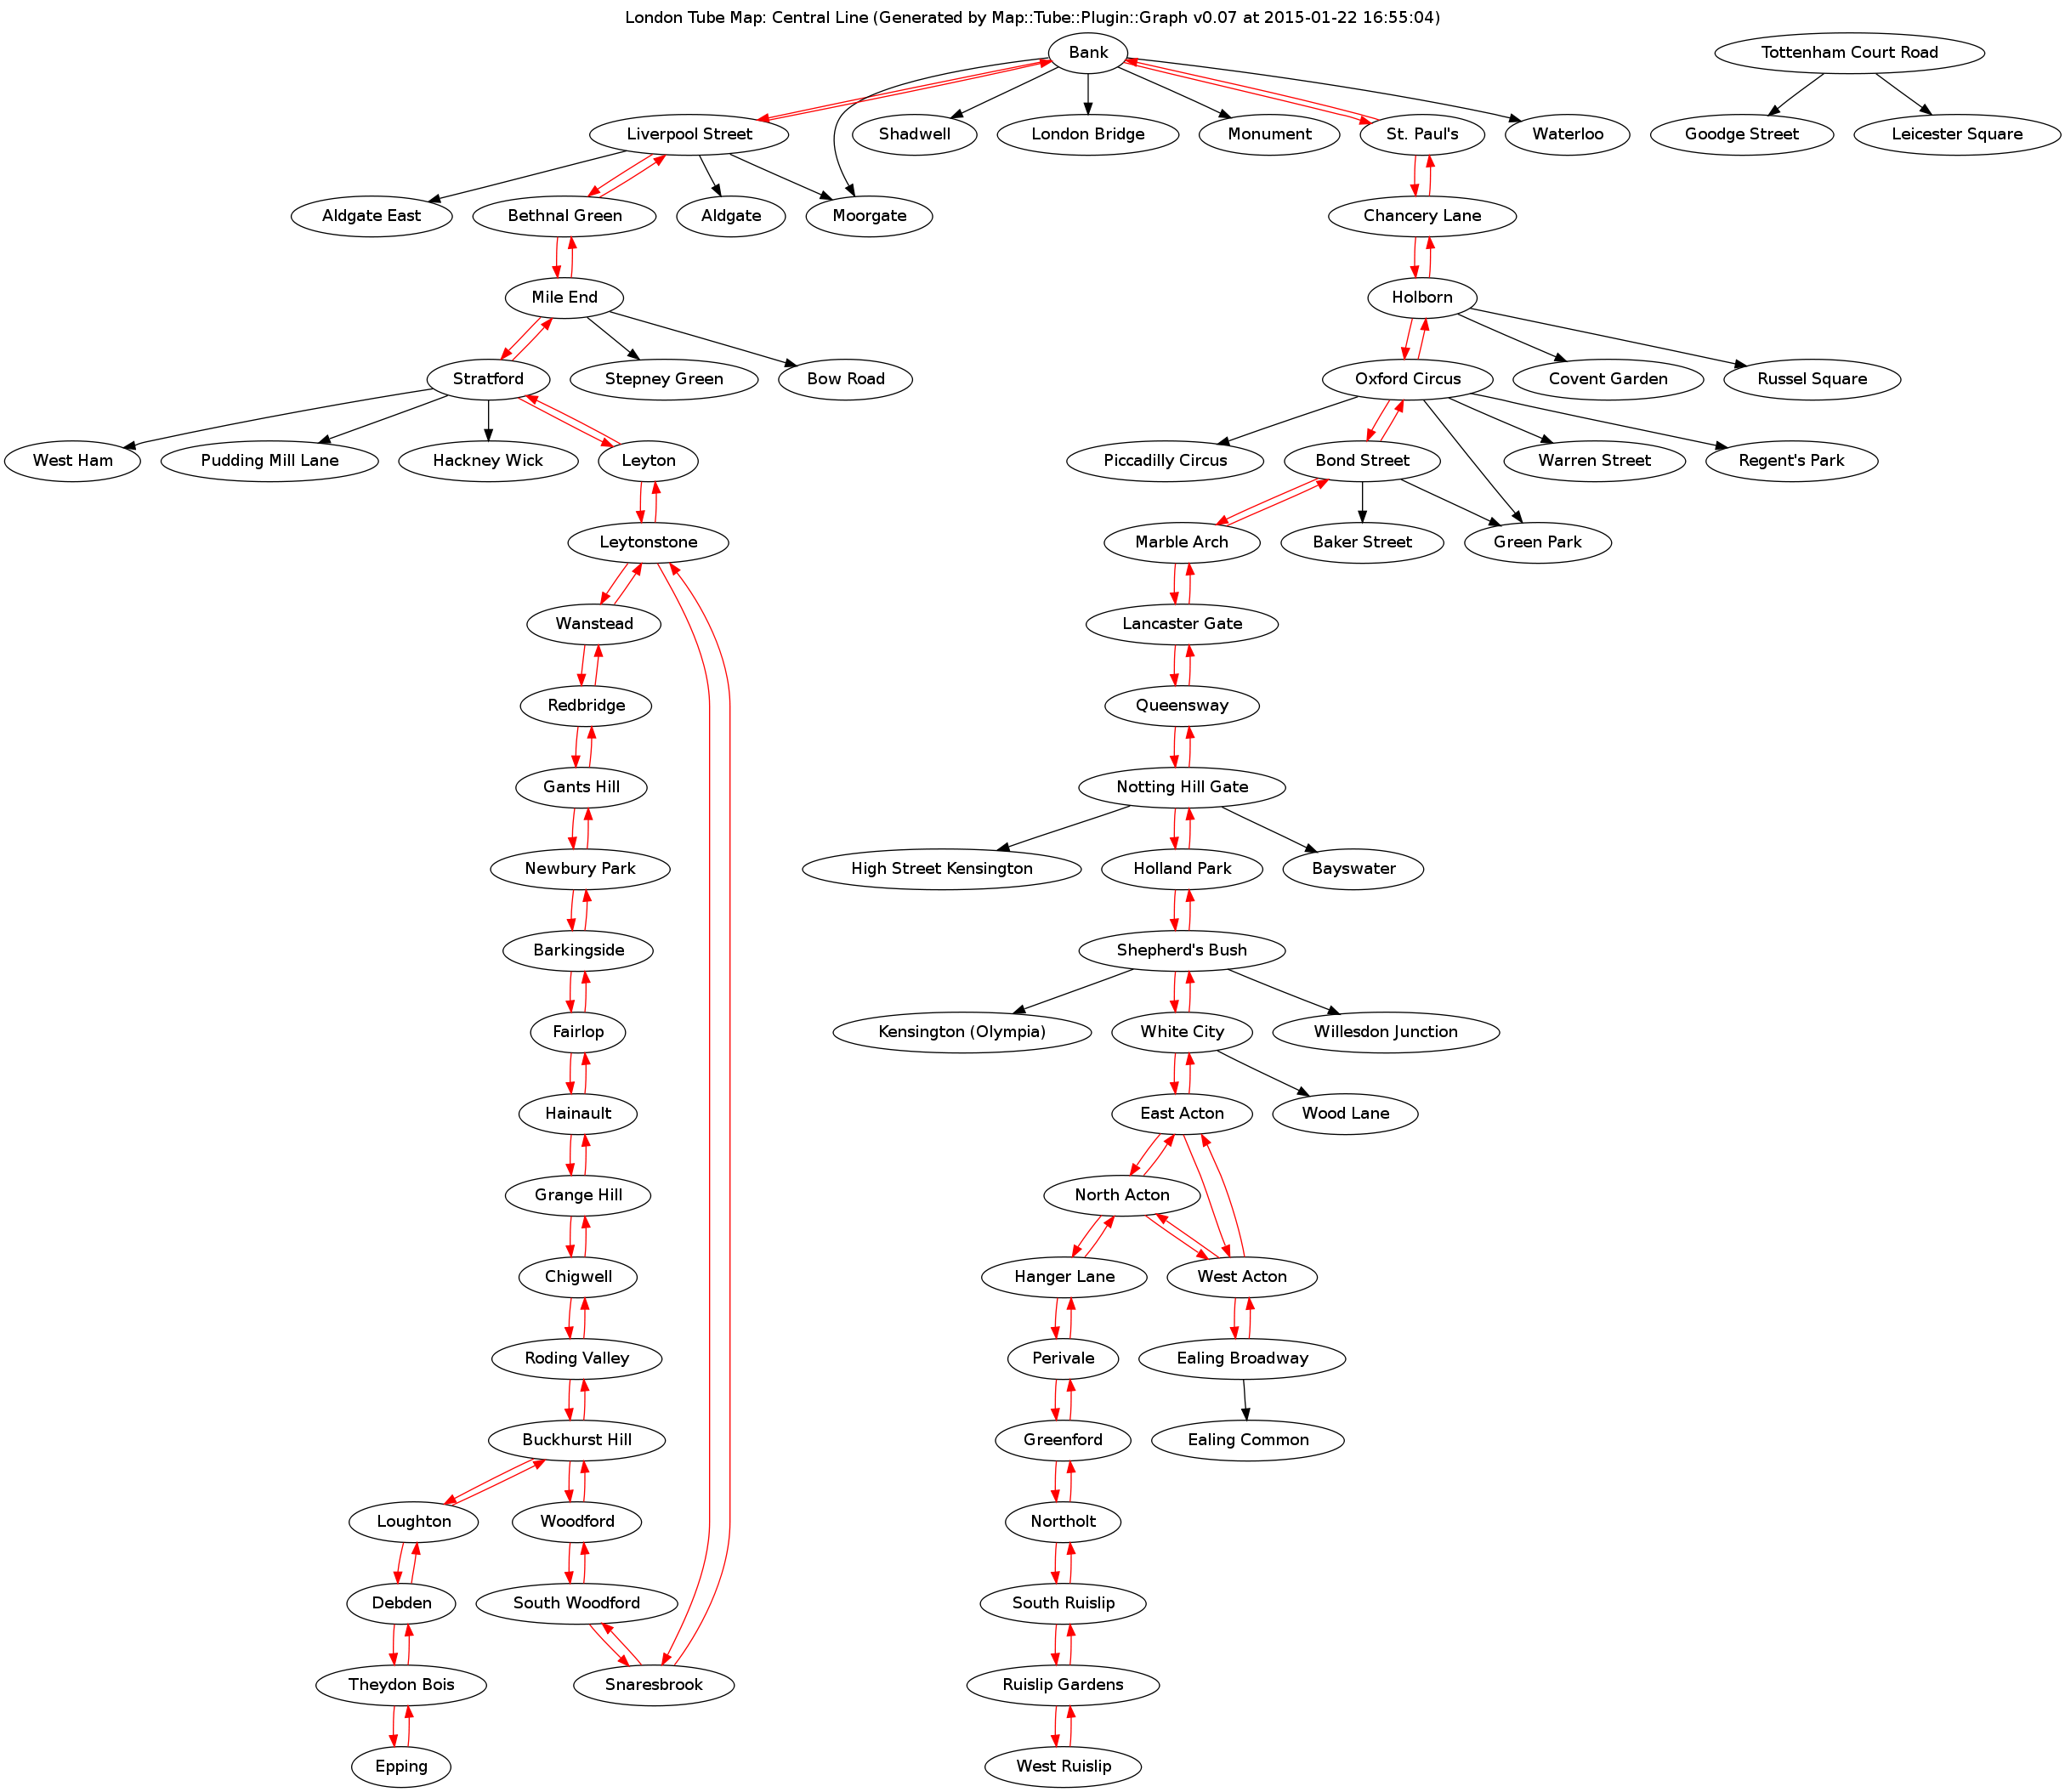 London Tube Map: Central Line (Generated by Map::Tube::Plugin::Graph v0.07 at 2015-01-22 16:55:04)
Bank
Tottenham Court Road
Liverpool Street
Shadwell
London Bridge
Monument
St. Paul's
Waterloo
Goodge Street
Leicester Square
Aldgate East
Bethnal Green
Aldgate
Moorgate
Chancery Lane
Mile End
Holborn
Stratford
Stepney Green
Bow Road
Oxford Circus
Covent Garden
Russel Square
West Ham
Pudding Mill Lane
Hackney Wick
Leyton
Piccadilly Circus
Bond Street
Warren Street
Regent's Park
Leytonstone
Marble Arch
Baker Street
Green Park
Wanstead
Lancaster Gate
Redbridge
Queensway
Gants Hill
Notting Hill Gate
Newbury Park
High Street Kensington
Holland Park
Bayswater
Barkingside
Shepherd's Bush
Fairlop
Kensington (Olympia)
White City
Willesdon Junction
Hainault
East Acton
Wood Lane
Grange Hill
North Acton
Chigwell
Hanger Lane
West Acton
Roding Valley
Perivale
Ealing Broadway
Buckhurst Hill
Greenford
Ealing Common
Loughton
Woodford
Northolt
Debden
South Woodford
South Ruislip
Theydon Bois
Snaresbrook
Ruislip Gardens
Epping
West Ruislip